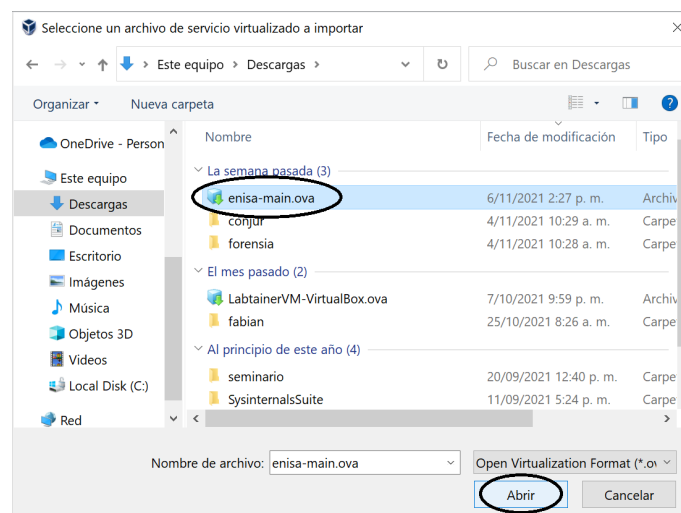 Seleccione un archivo de servicio virtualizado a importar
Este equipo > Descargas >
Buscar en Descargas
Organizar
Nueva carpeta
?
Nombre
Fecha de modificación
Tipo
OneDrive - Person
Este equipo
Descargas
Documentos
Escritorio
Imágenes
Música
Objetos 3D
Videos
Local Disk (C:)
Red
La semana pasada (3)
enisa-main.ova 6/11/2021 2:27 p. m. Archiv
conjur 4/11/2021 10:29 a. m. Carpe
forensia 4/11/2021 10:28 a. m. Carpe
El mes pasado (2)
LabtainerVM-VirtualBox.ova 7/10/2021 9:59 p. m. Archiv
fabian 25/10/2021 8:26 a. m. Carpe
Al principio de este año (4)
seminario 20/09/2021 12:40 p. m. Carpe
SysinternalsSuite 11/09/2021 5:24 p. m. Carpe
Nombre de archivo: enisa-main.ova
Open Virtualization Format (*.ov
Abrir
Cancelar